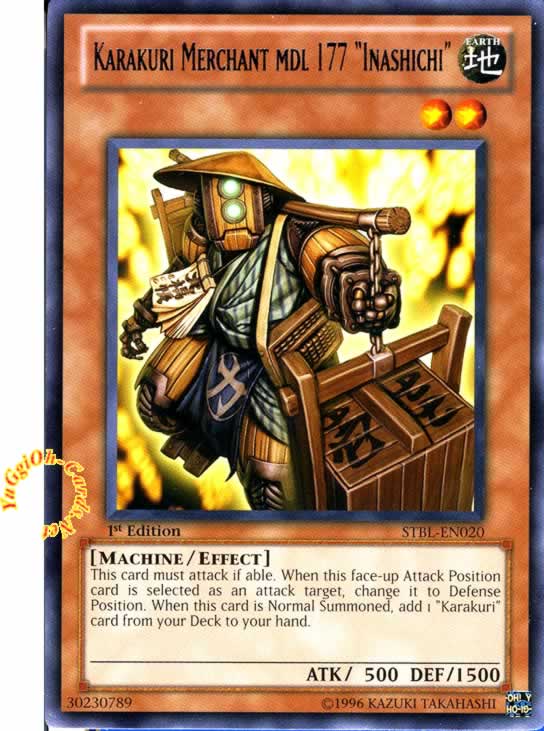 KARAKURI MERCHANT MDL 177 "INASHICHI"
EARTH
地
1st Edition
STBL-EN020
[MACHINE/EFFECT]
This card must attack if able. When this face-up Attack Position
card is selected as an attack target, change it to Defense
Position. When this card is Normal Summoned, add 1 "Karakuri"
card from your Deck to your hand.
ATK/ 500 DEF/1500
30230789
©1996 KAZUKI TAKAHASHI
YuGgiOh-Cards.Net